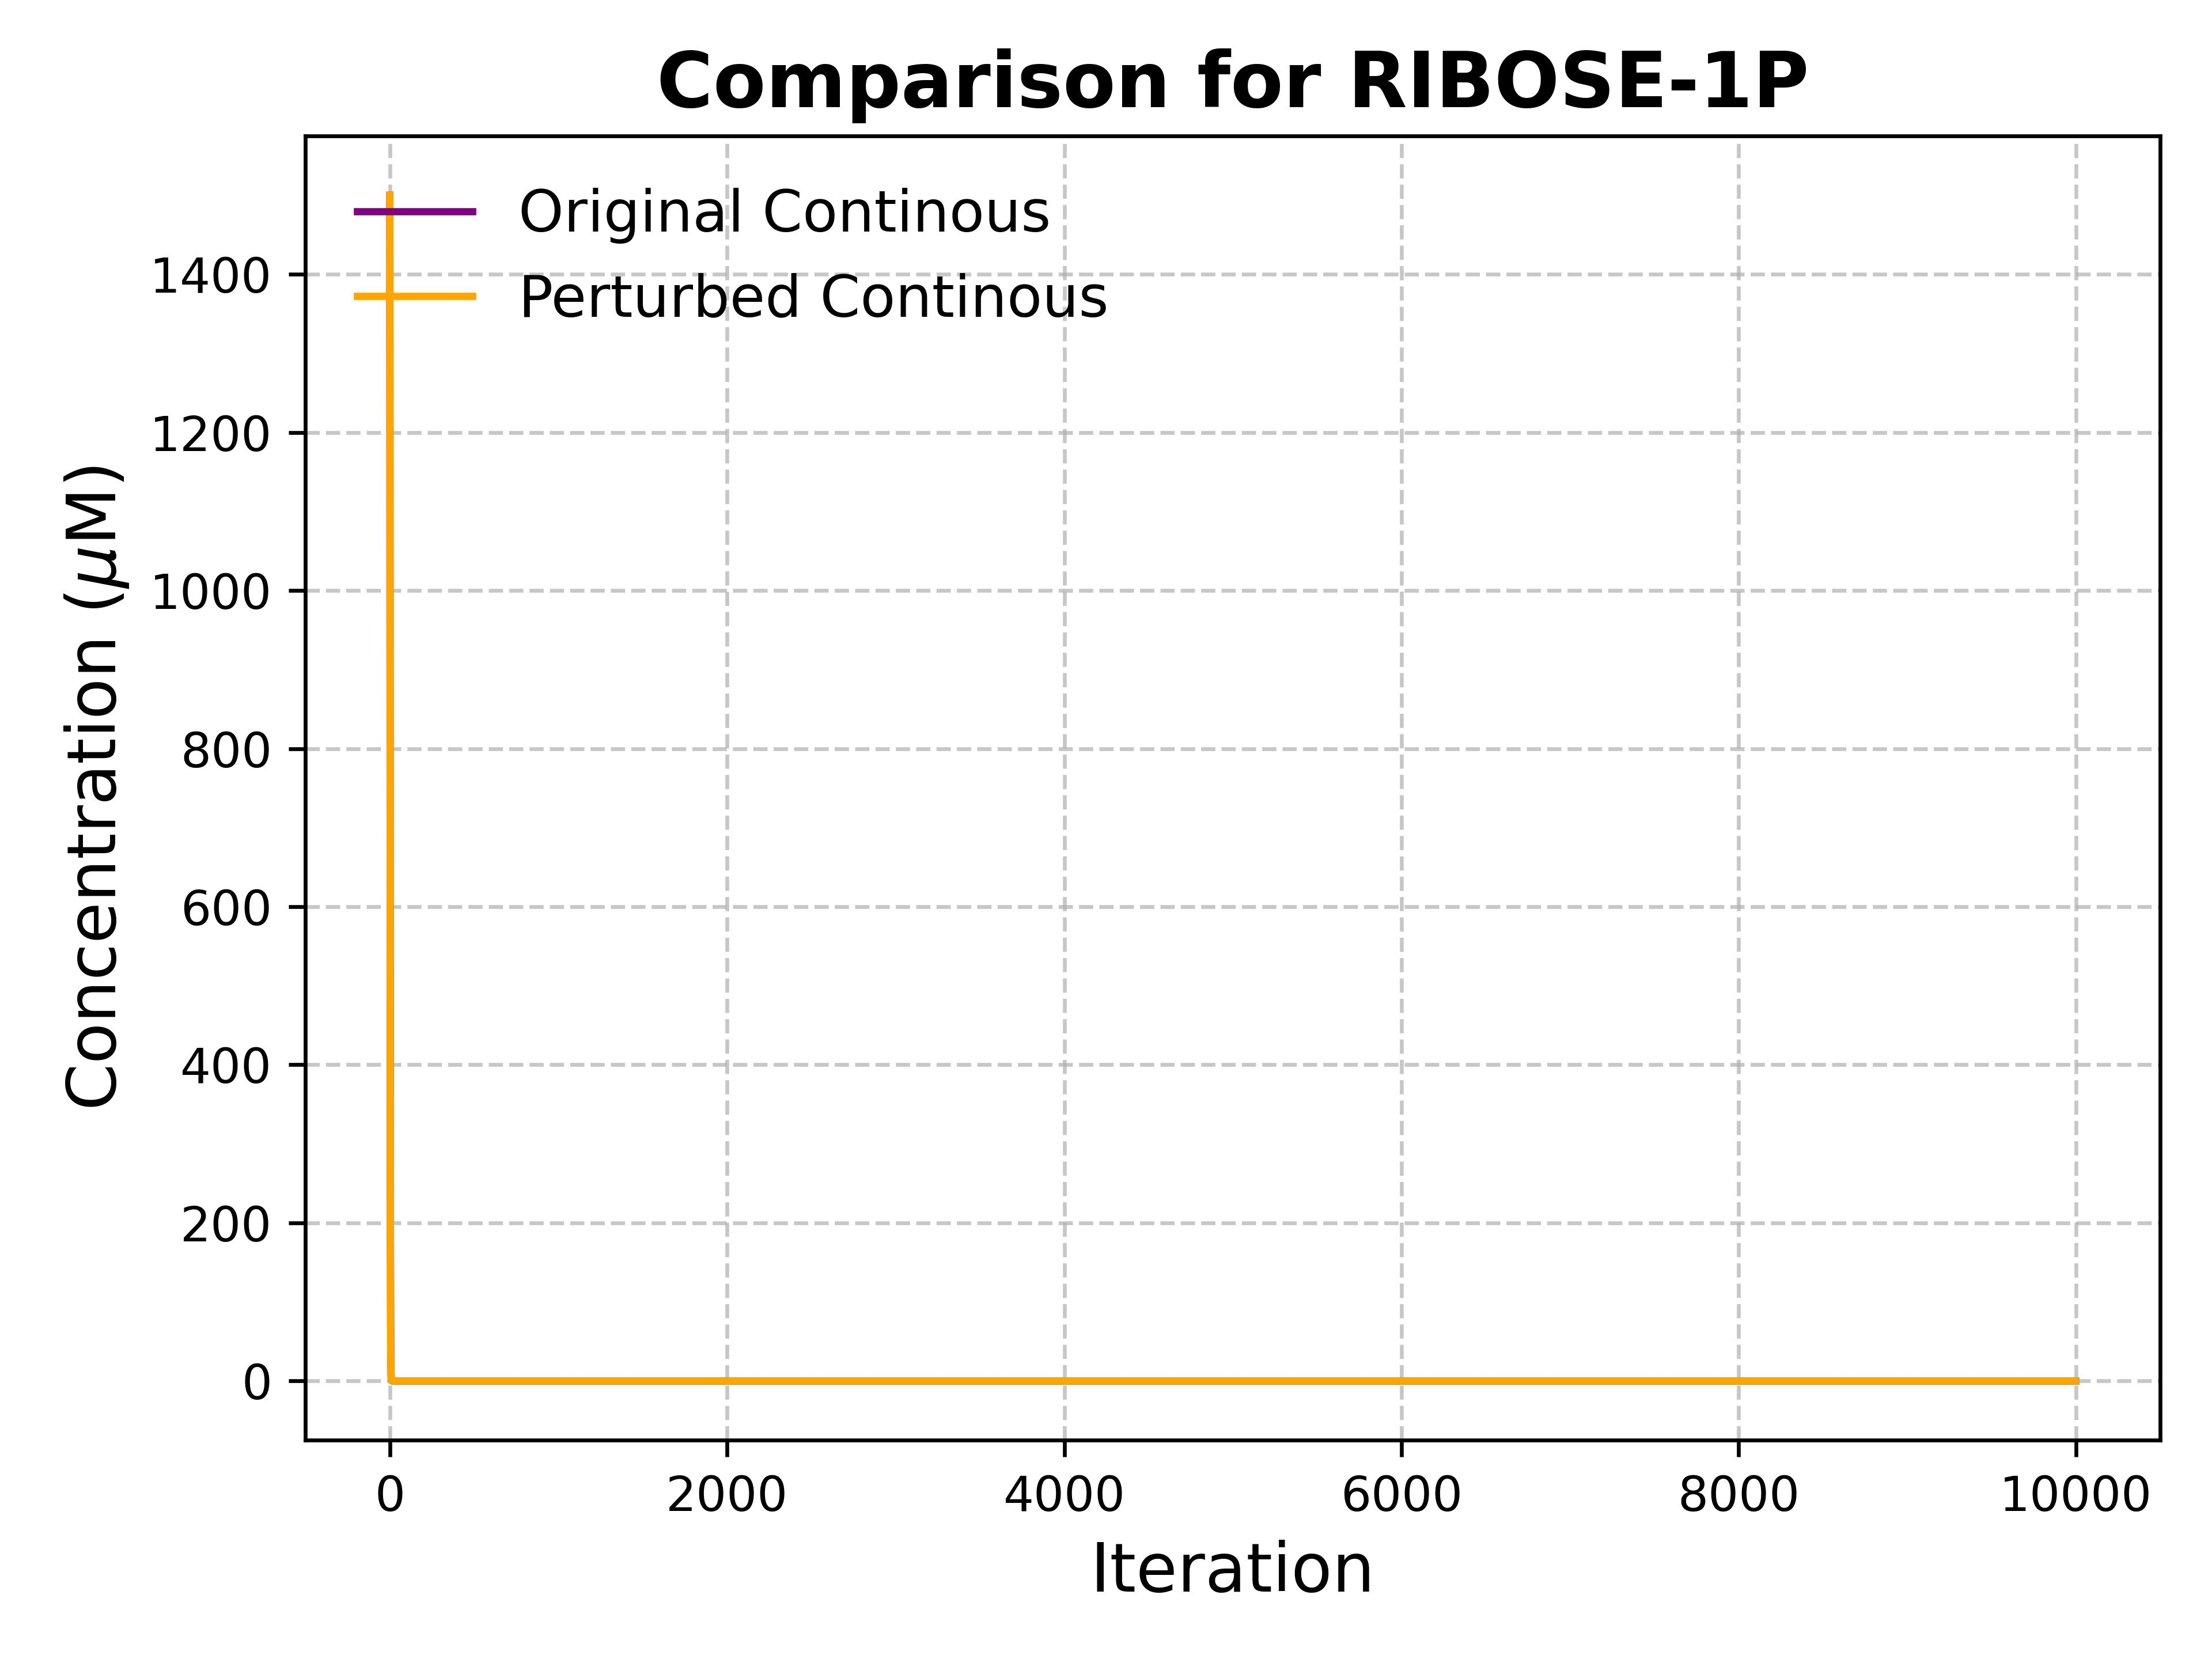 Comparison for RIBOSE-1P
Original Continous
Perturbed Continous
Concentration (μM)
1400
1200
1000
800
600
400
200
0
0 2000 4000 6000 8000 10000
Iteration